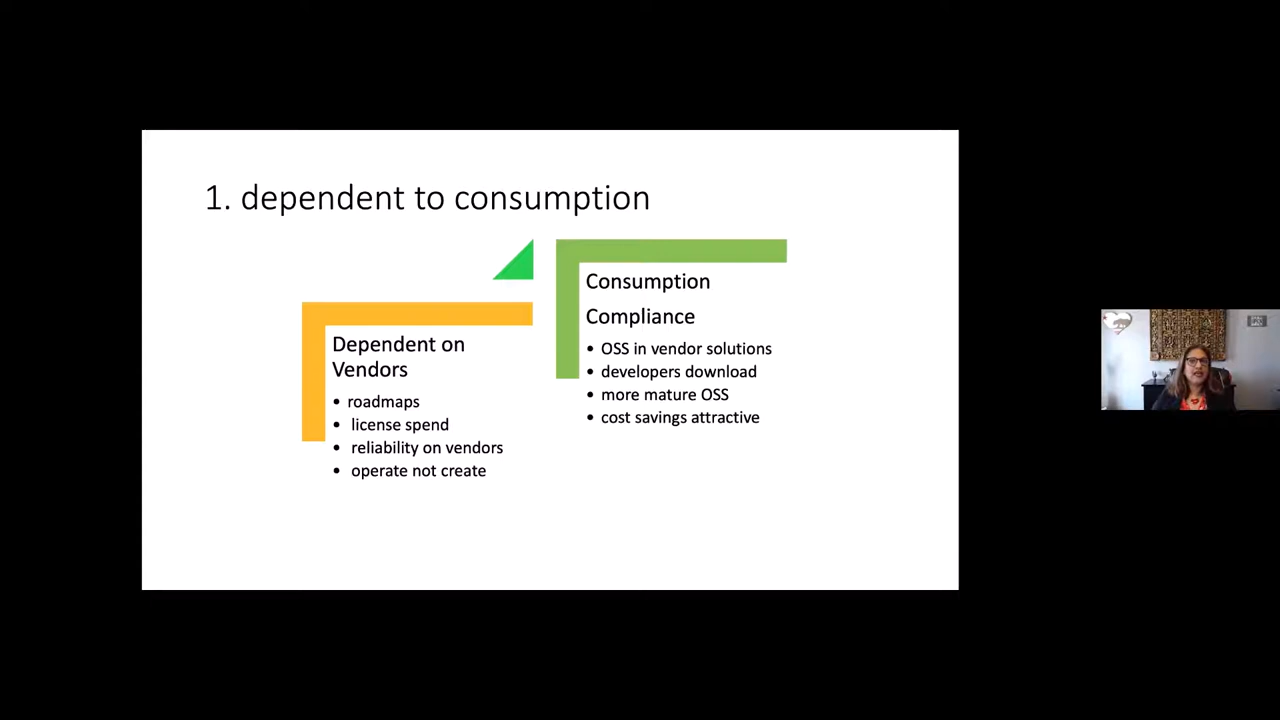 1. dependent to consumption
Dependent on
Vendors
• roadmaps
• license spend
• reliability on vendors
• operate not create
Consumption
Compliance
• OSS in vendor solutions
• developers download
• more mature OSS
• cost savings attractive